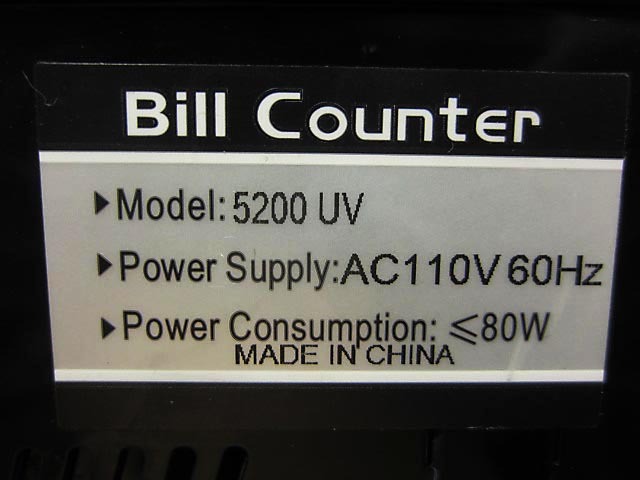 Bill Counter
▶Model: 5200 UV
▶Power Supply:AC110V 60Hz
▶Power Consumption: ≤80W
MADE IN CHINA